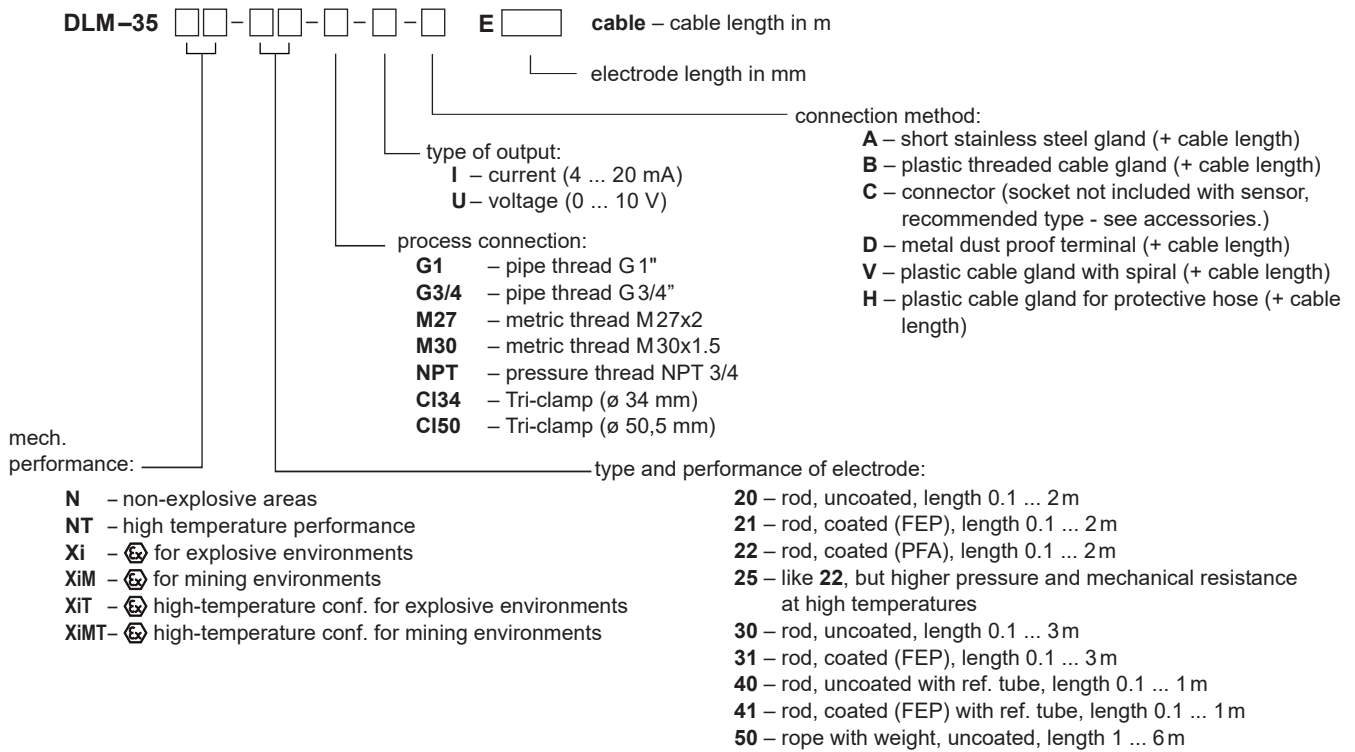 DLM–35 – – – – E cable – cable length in m
electrode length in mm
connection method:
A – short stainless steel gland (+ cable length)
B – plastic threaded cable gland (+ cable length)
C – connector (socket not included with sensor,
recommended type - see accessories.)
D – metal dust proof terminal (+ cable length)
V – plastic cable gland with spiral (+ cable length)
H – plastic cable gland for protective hose (+ cable
length)
type of output:
I – current (4 ... 20 mA)
U – voltage (0 ... 10 V)
process connection:
G1 – pipe thread G 1"
G3/4 – pipe thread G 3/4”
M27 – metric thread M 27x2
M30 – metric thread M 30x1.5
NPT – pressure thread NPT 3/4
Cl34 – Tri-clamp (ø 34 mm)
Cl50 – Tri-clamp (ø 50,5 mm)
mech.
performance:
N – non-explosive areas
NT – high temperature performance
Xi – Ex for explosive environments
XiM – Ex for mining environments
XiT – Ex high-temperature conf. for explosive environments
XiMT – Ex high-temperature conf. for mining environments
type and performance of electrode:
20 – rod, uncoated, length 0.1 ... 2 m
21 – rod, coated (FEP), length 0.1 ... 2 m
22 – rod, coated (PFA), length 0.1 ... 2 m
25 – like 22, but higher pressure and mechanical resistance
at high temperatures
30 – rod, uncoated, length 0.1 ... 3 m
31 – rod, coated (FEP), length 0.1 ... 3 m
40 – rod, uncoated with ref. tube, length 0.1 ... 1 m
41 – rod, coated (FEP) with ref. tube, length 0.1 ... 1 m
50 – rope with weight, uncoated, length 1 ... 6 m